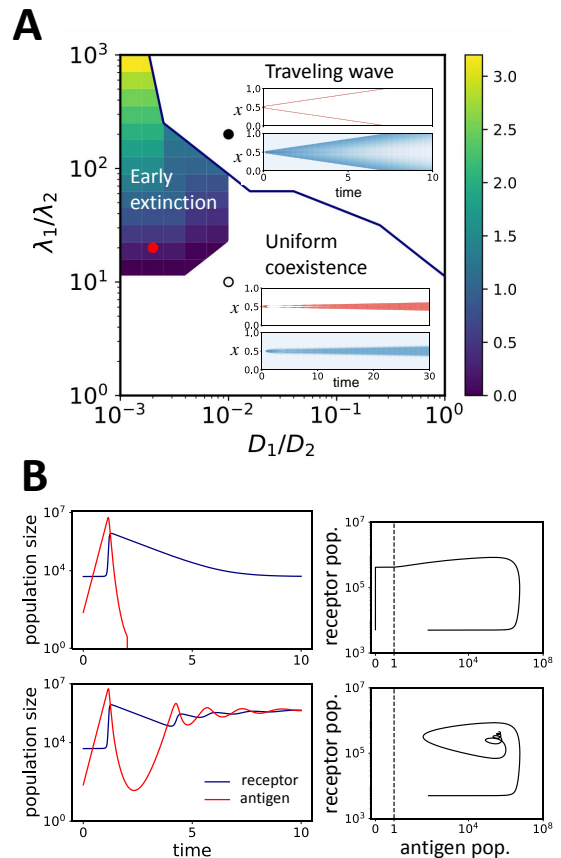 A
λ₁/λ₂
10³
10²
10¹
10⁰
10⁻³
10⁻²
10⁻¹
10⁰
D₁/D₂
Traveling wave
x
1.0
0.5
0.0
x
1.0
0.5
0.0
0
5
10
time
Early
extinction
Uniform
coexistence
x
1.0
0.5
0.0
x
1.0
0.5
0.0
0
10
20
30
time
3.0
2.5
2.0
1.5
1.0
0.5
0.0
B
population size
10⁷
10⁴
10⁰
0
5
10
receptor pop.
10⁷
10⁵
10³
0
1
10⁴
10⁸
population size
10⁷
10⁴
10⁰
receptor
antigen
0
5
10
time
receptor pop.
10⁷
10⁵
10³
0
1
10⁴
10⁸
antigen pop.